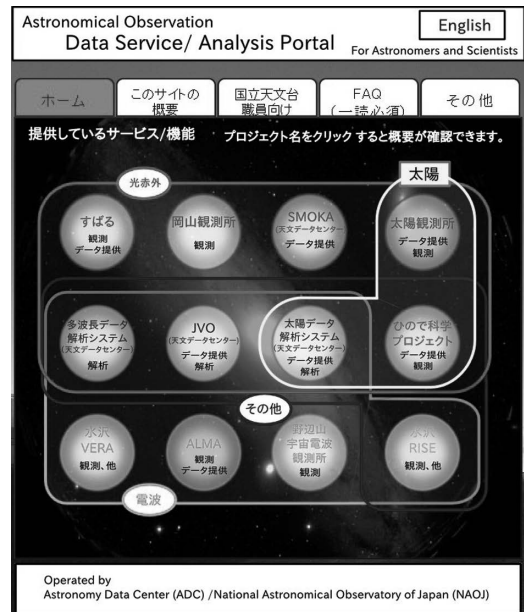 Astronomical Observation
Data Service/ Analysis Portal
English
For Astronomers and Scientists
ホーム
このサイトの
概要
国立天文台
職員向け
FAQ
(一読必須)
その他
提供しているサービス/機能
プロジェクト名をクリックすると概要が確認できます。
光赤外
太陽
すばる
観測
データ提供
岡山観測所
観測
SMOKA
(天文データセンター)
データ提供
太陽観測所
データ提供
観測
多波長データ
解析システム
(天文データセンター)
解析
JVO
(天文データセンター)
データ提供
解析
太陽データ
解析システム
(天文データセンター)
データ提供
解析
ひので科学
プロジェクト
データ提供
観測
その他
水沢
VERA
観測、他
ALMA
観測
データ提供
野辺山
宇宙電波
観測所
観測
水沢
RISE
観測、他
電波
Operated by
Astronomy Data Center (ADC) /National Astronomical Observatory of Japan (NAOJ)